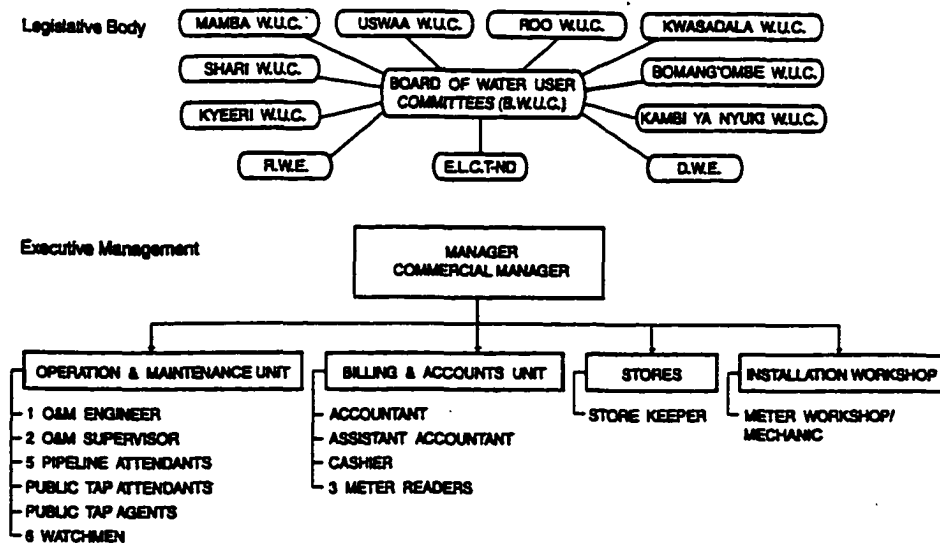 Legislative Body
MAMBA W.U.C.
USWAA W.U.C.
ROO W.U.C.
KWASADALA W.U.C.
SHARI W.U.C.
BOARD OF WATER USER
COMMITTEES (B.W.U.C.)
BOMANG'OMBE W.U.C.
KYEERI W.U.C.
KAMBI YA NYUKI W.U.C.
R.W.E.
E.L.C.T-ND
D.W.E.
Executive Management
MANAGER
COMMERCIAL MANAGER
OPERATION & MAINTENANCE UNIT
BILLING & ACCOUNTS UNIT
STORES
INSTALLATION WORKSHOP
1 O&M ENGINEER
2 O&M SUPERVISOR
5 PIPELINE ATTENDANTS
PUBLIC TAP ATTENDANTS
PUBLIC TAP AGENTS
6 WATCHMEN
ACCOUNTANT
ASSISTANT ACCOUNTANT
CASHIER
3 METER READERS
STORE KEEPER
METER WORKSHOP/
MECHANIC